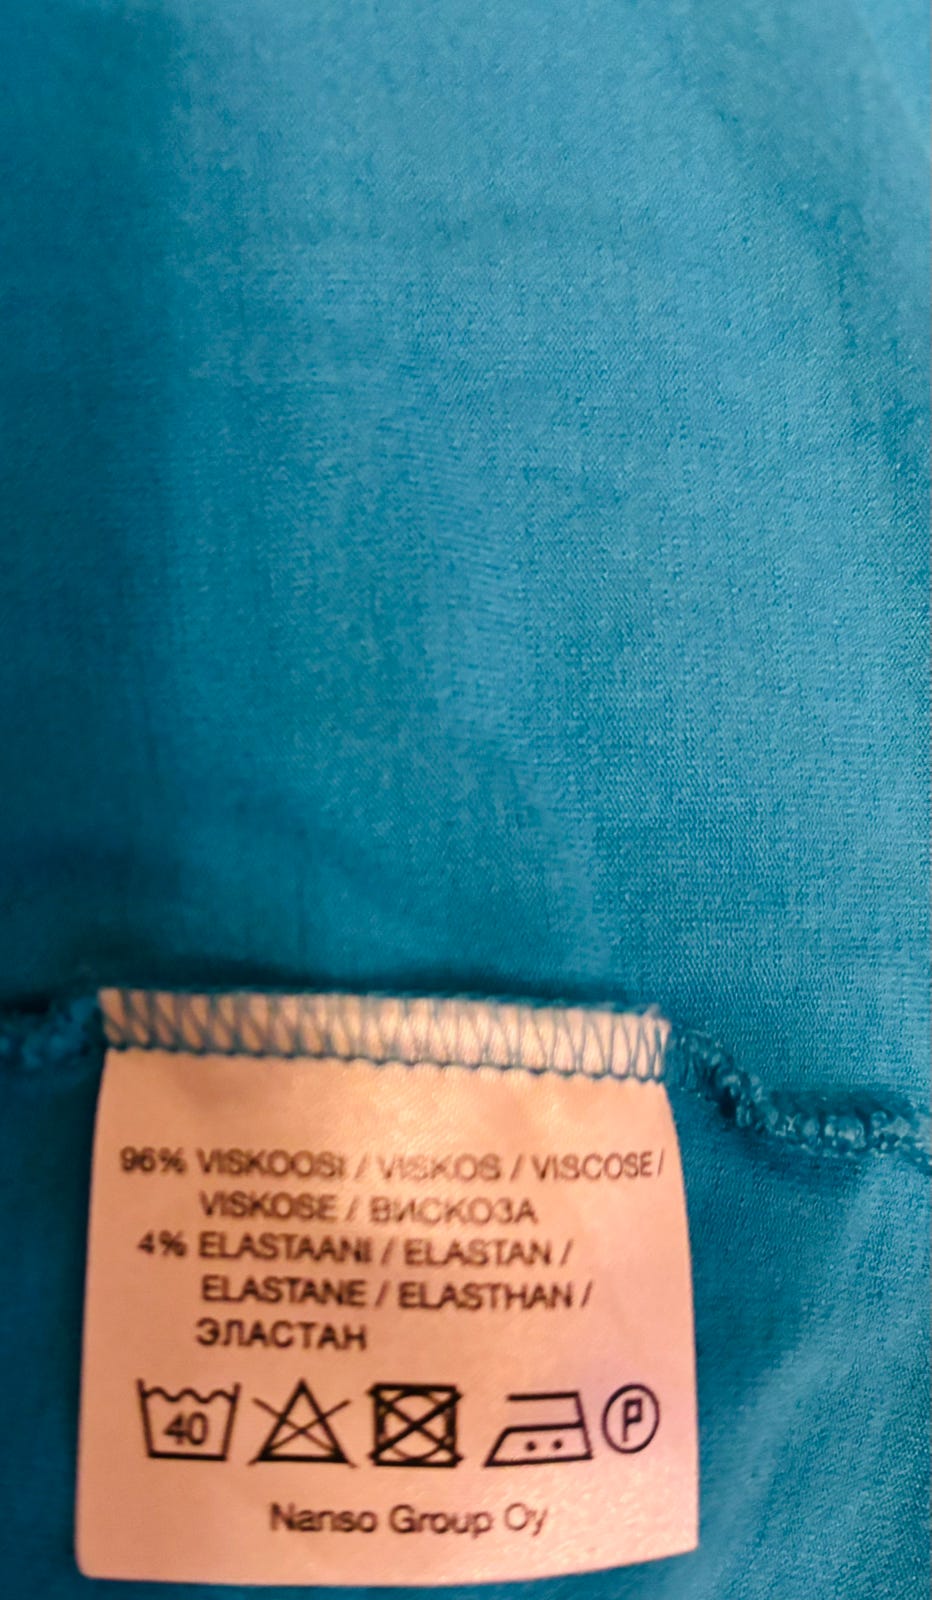 96% VISKOOSI / VISKOS / VISCOSE /
VISKOSE / ВИСКОЗА
4% ELASTAANI / ELASTAN /
ELASTANE / ELASTHAN /
ЭЛАСТАН
40 P
Nanso Group Oy